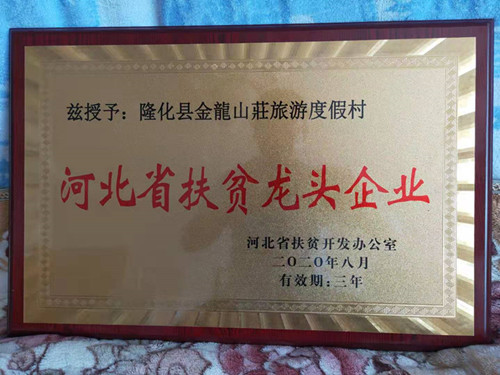 兹授予：隆化县金龍山莊旅游度假村
河北省扶贫龙头企业
河北省扶贫开发办公室
二〇二〇年八月
有效期：三年